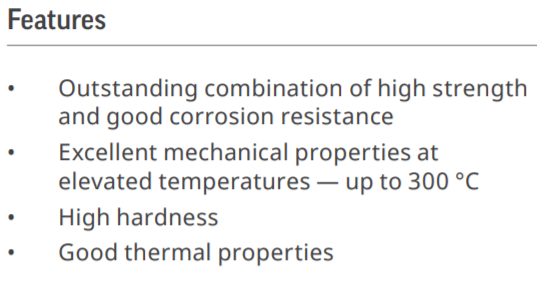 Features
• Outstanding combination of high strength
and good corrosion resistance
• Excellent mechanical properties at
elevated temperatures — up to 300 °C
• High hardness
• Good thermal properties